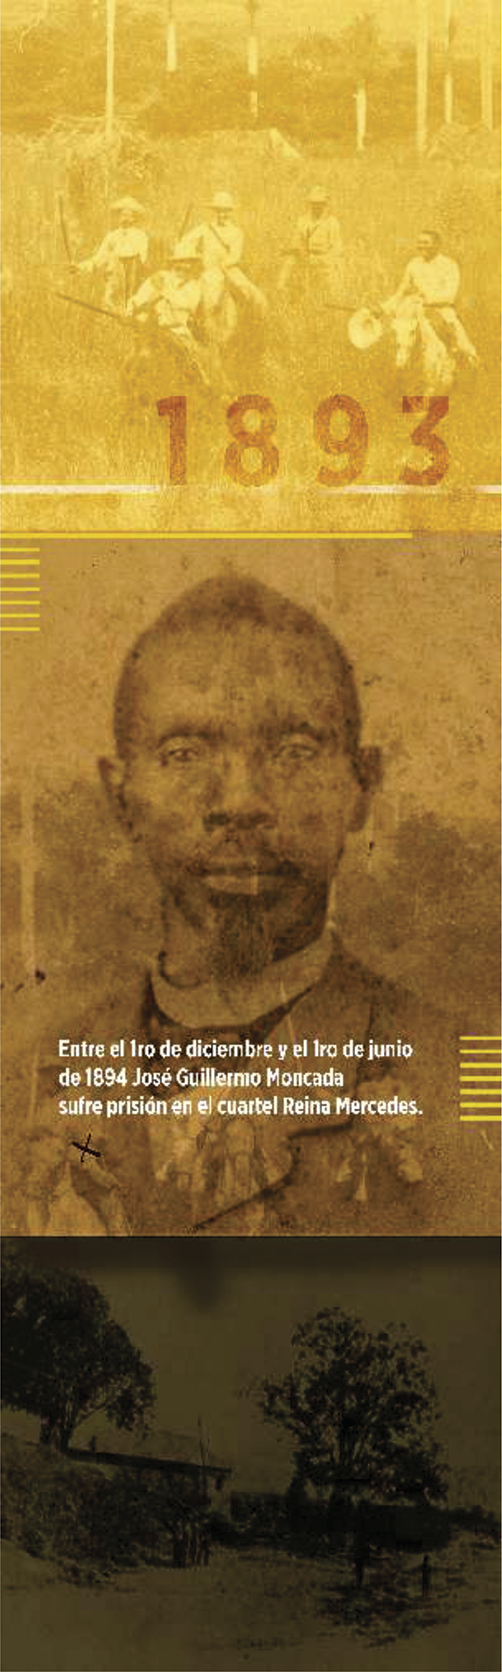 1893
Entre el 1ro de diciembre y el 1ro de junio
de 1894 José Guillermo Moncada
sufre prisión en el cuartel Reina Mercedes.